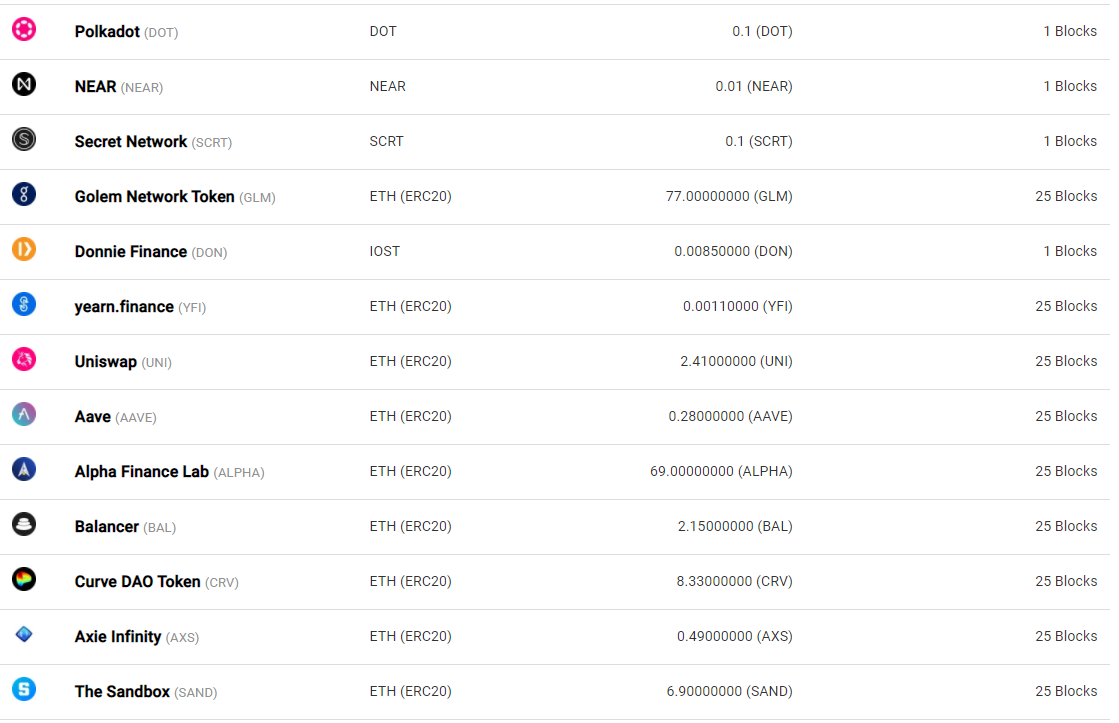 Polkadot (DOT) DOT 0.1 (DOT) 1 Blocks
NEAR (NEAR) NEAR 0.01 (NEAR) 1 Blocks
Secret Network (SCRT) SCRT 0.1 (SCRT) 1 Blocks
Golem Network Token (GLM) ETH (ERC20) 77.00000000 (GLM) 25 Blocks
Donnie Finance (DON) IOST 0.00850000 (DON) 1 Blocks
yearn.finance (YFI) ETH (ERC20) 0.00110000 (YFI) 25 Blocks
Uniswap (UNI) ETH (ERC20) 2.41000000 (UNI) 25 Blocks
Aave (AAVE) ETH (ERC20) 0.28000000 (AAVE) 25 Blocks
Alpha Finance Lab (ALPHA) ETH (ERC20) 69.00000000 (ALPHA) 25 Blocks
Balancer (BAL) ETH (ERC20) 2.15000000 (BAL) 25 Blocks
Curve DAO Token (CRV) ETH (ERC20) 8.33000000 (CRV) 25 Blocks
Axie Infinity (AXS) ETH (ERC20) 0.49000000 (AXS) 25 Blocks
The Sandbox (SAND) ETH (ERC20) 6.90000000 (SAND) 25 Blocks